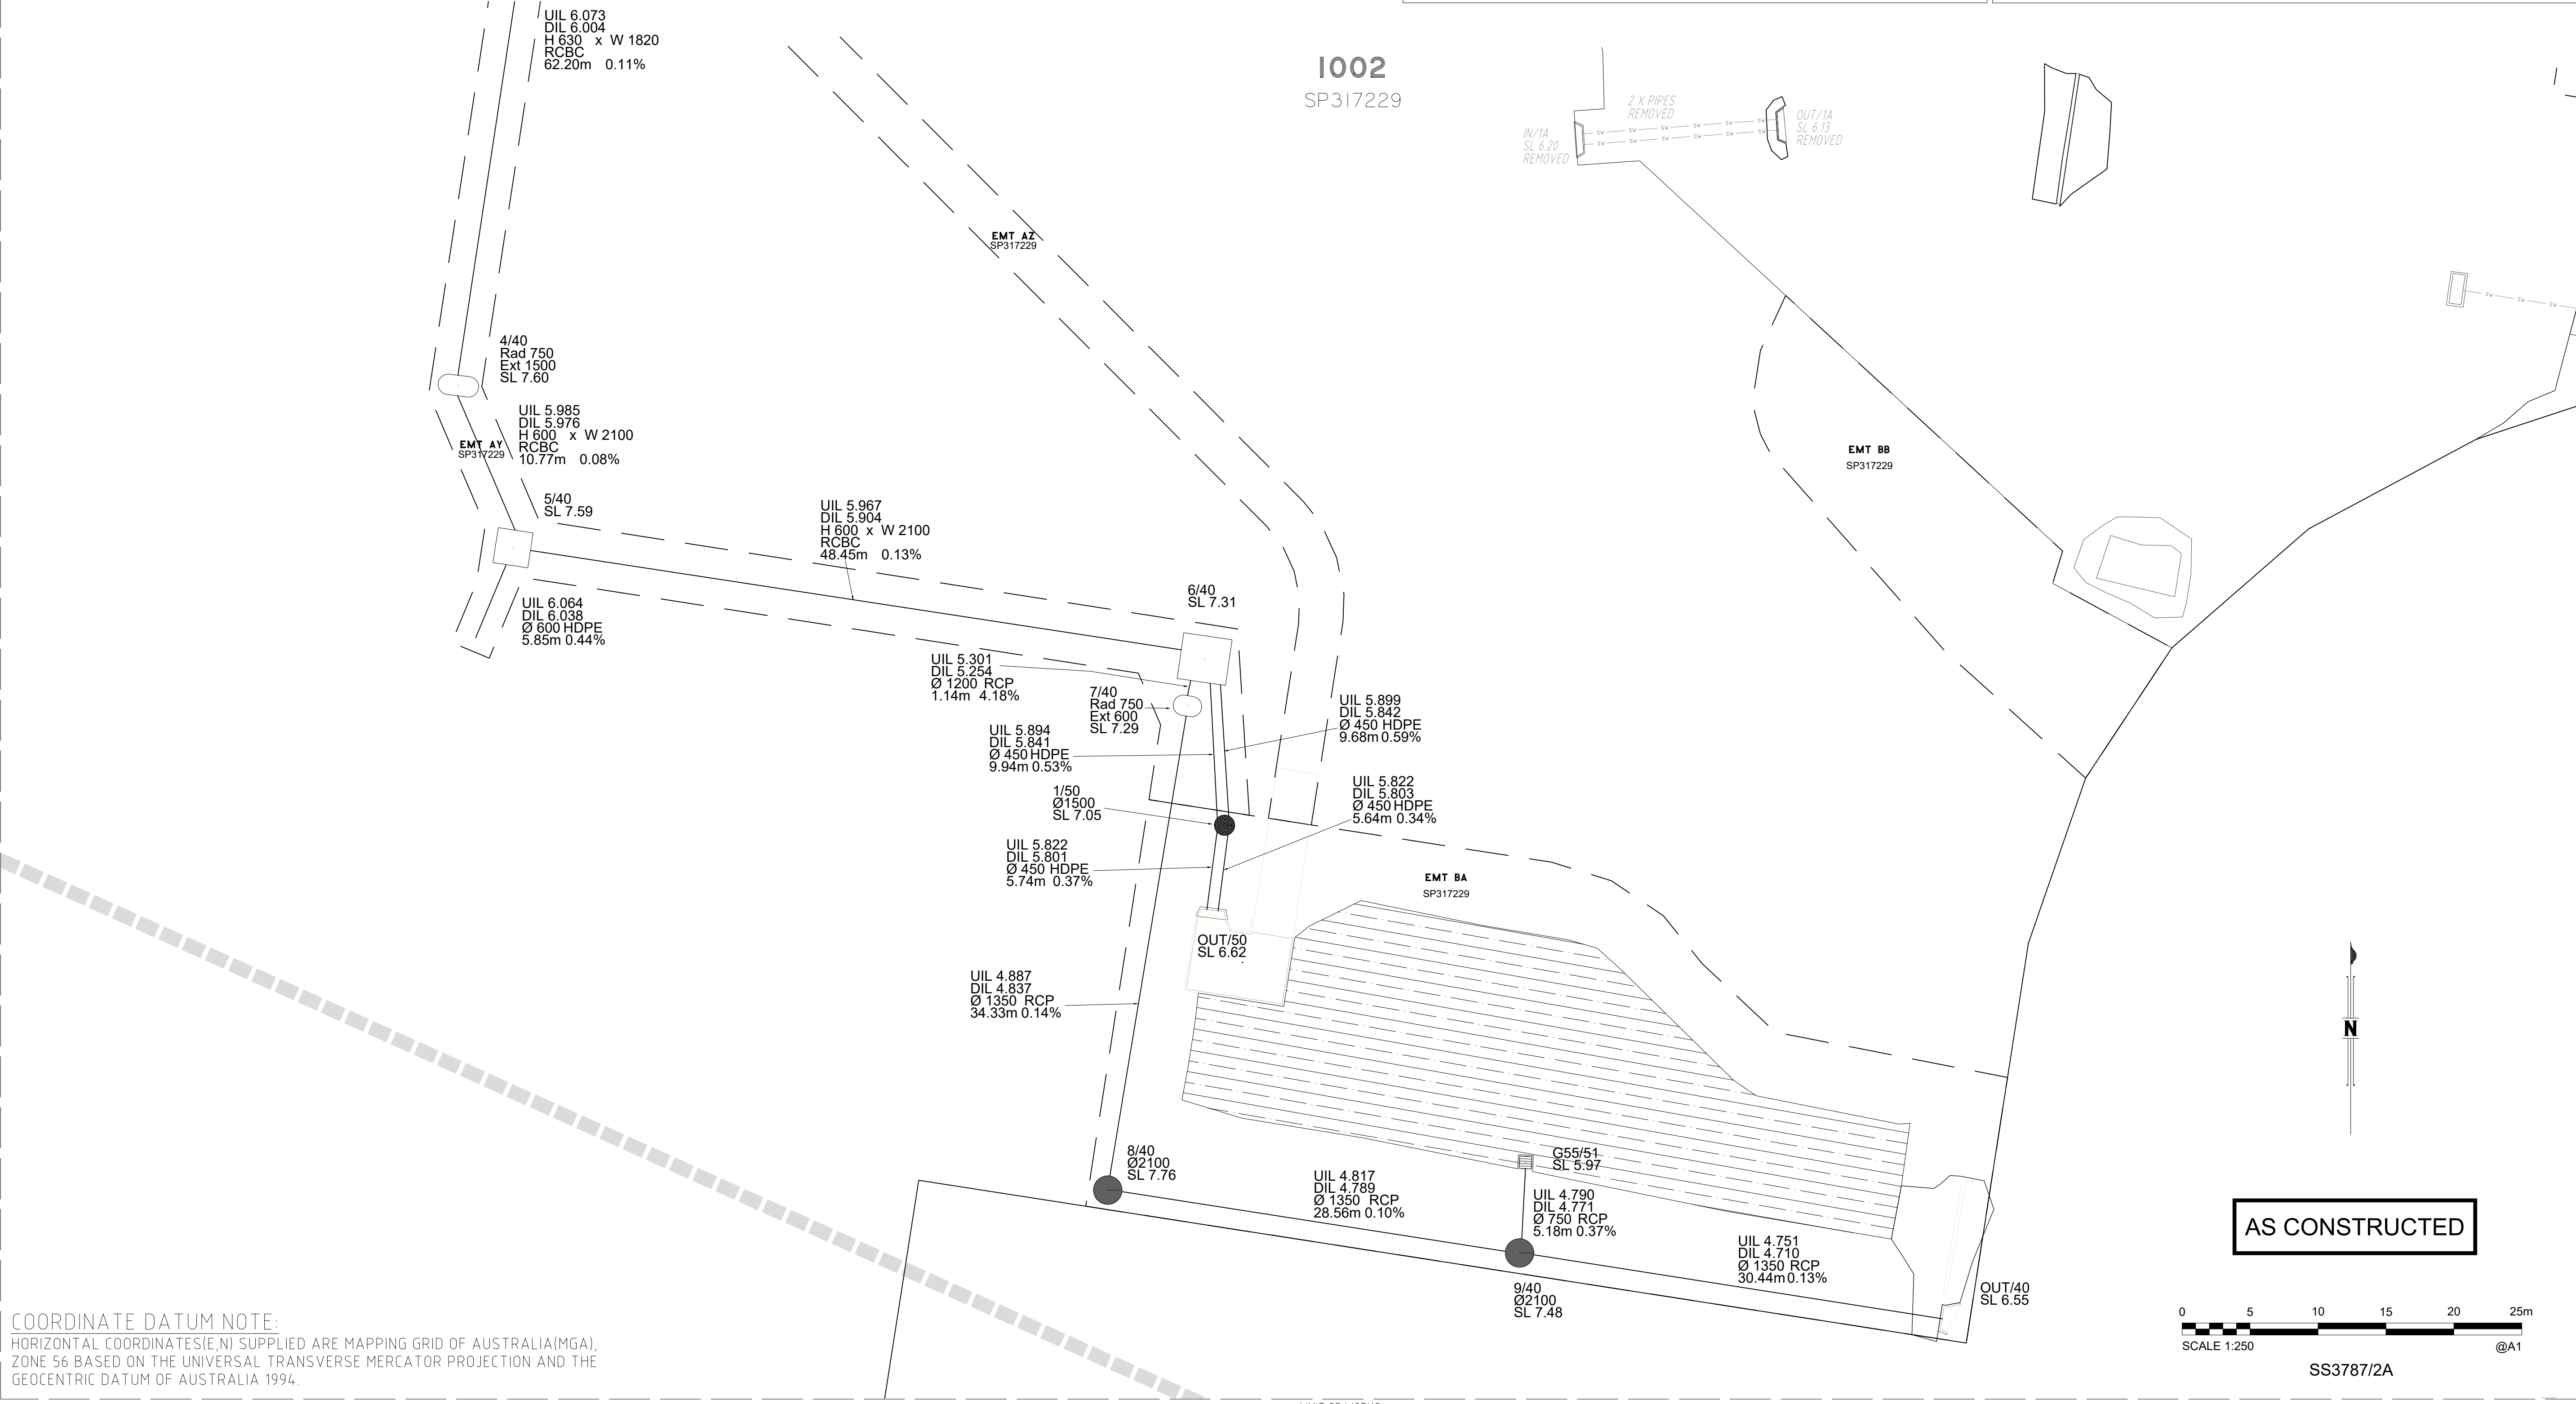 UIL 6.073
DIL 6.004
H 630 x W 1820
RCBC
62.20m 0.11%
1002
SP317229
2 X PIPES
REMOVED
IN/1A
SL 6.20
REMOVED
OUT/1A
SL 6.13
REMOVED
SW SW SW SW SW
SW SW SW SW SW
EMT AZ
SP317229
SW SW SW
4/40
Rad 750
Ext 1500
SL 7.60
UIL 5.985
DIL 5.976
H 600 x W 2100
RCBC
10.77m 0.08%
EMT AY
SP317229
EMT BB
SP317229
5/40
SL 7.59
UIL 5.967
DIL 5.904
H 600 x W 2100
RCBC
48.45m 0.13%
UIL 6.064
DIL 6.038
Ø 600 HDPE
5.85m 0.44%
6/40
SL 7.31
UIL 5.301
DIL 5.254
Ø 1200 RCP
1.14m 4.18%
7/40
Rad 750
Ext 600
SL 7.29
UIL 5.899
DIL 5.842
Ø 450 HDPE
9.68m 0.59%
UIL 5.894
DIL 5.841
Ø 450 HDPE
9.94m 0.53%
1/50
Ø1500
SL 7.05
UIL 5.822
DIL 5.803
Ø 450 HDPE
5.64m 0.34%
UIL 5.822
DIL 5.801
Ø 450 HDPE
5.74m 0.37%
EMT BA
SP317229
OUT/50
SL 6.62
UIL 4.887
DIL 4.837
Ø 1350 RCP
34.33m 0.14%
N
8/40
Ø2100
SL 7.76
UIL 4.817
DIL 4.789
Ø 1350 RCP
28.56m 0.10%
G55/51
SL 5.97
UIL 4.790
DIL 4.771
Ø 750 RCP
5.18m 0.37%
UIL 4.751
DIL 4.710
Ø 1350 RCP
30.44m 0.13%
9/40
Ø2100
SL 7.48
OUT/40
SL 6.55
AS CONSTRUCTED
0 5 10 15 20 25m
SCALE 1:250 @A1
SS3787/2A
COORDINATE DATUM NOTE:
HORIZONTAL COORDINATES(E,N) SUPPLIED ARE MAPPING GRID OF AUSTRALIA(MGA),
ZONE 56 BASED ON THE UNIVERSAL TRANSVERSE MERCATOR PROJECTION AND THE
GEOCENTRIC DATUM OF AUSTRALIA 1994.